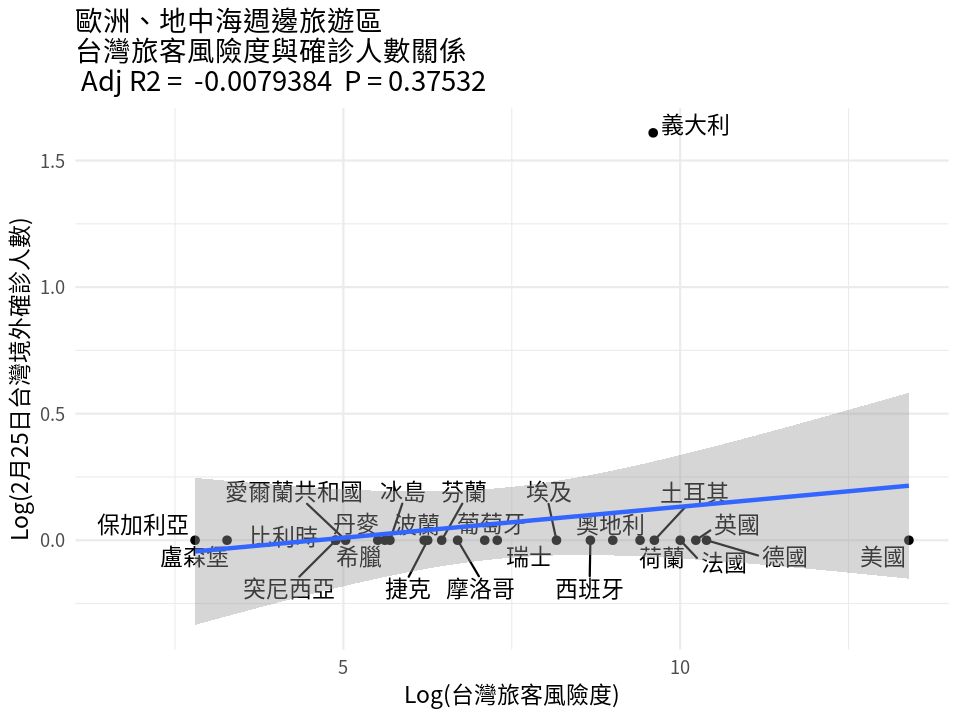 歐洲、地中海週邊旅遊區
台灣旅客風險度與確診人數關係
Adj R2 = -0.0079384 P = 0.37532
義大利
1.5
1.0
0.5
0.0
Log(2月25日台灣境外確診人數)
愛爾蘭共和國
冰島
芬蘭
埃及
土耳其
保加利亞
比利時
丹麥
波蘭
葡萄牙
奧地利
英國
盧森堡
希臘
瑞士
荷蘭
法國
德國
美國
突尼西亞
捷克
摩洛哥
西班牙
5
10
Log(台灣旅客風險度)